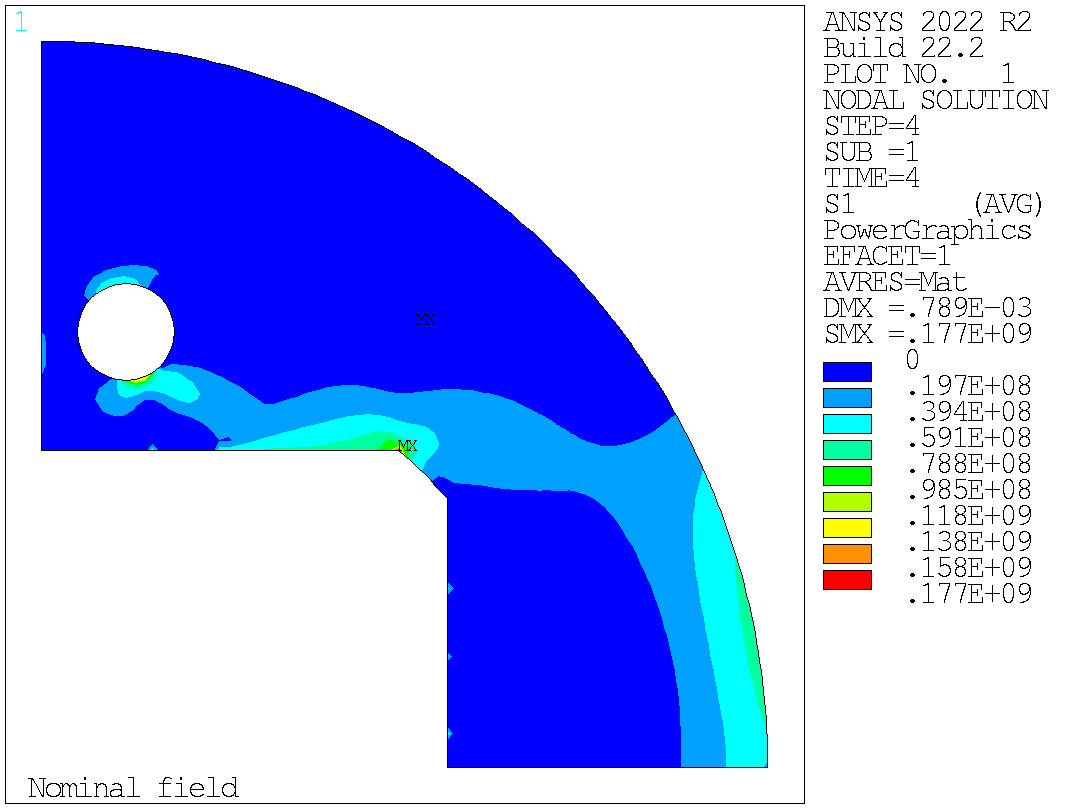 1
ANSYS 2022 R2
Build 22.2
PLOT NO. 1
NODAL SOLUTION
STEP=4
SUB =1
TIME=4
S1 (AVG)
PowerGraphics
EFACET=1
AVRES=Mat
DMX =.789E-03
SMX =.177E+09
0
.197E+08
.394E+08
.591E+08
.788E+08
.985E+08
.118E+09
.138E+09
.158E+09
.177E+09
MN
MX
Nominal field